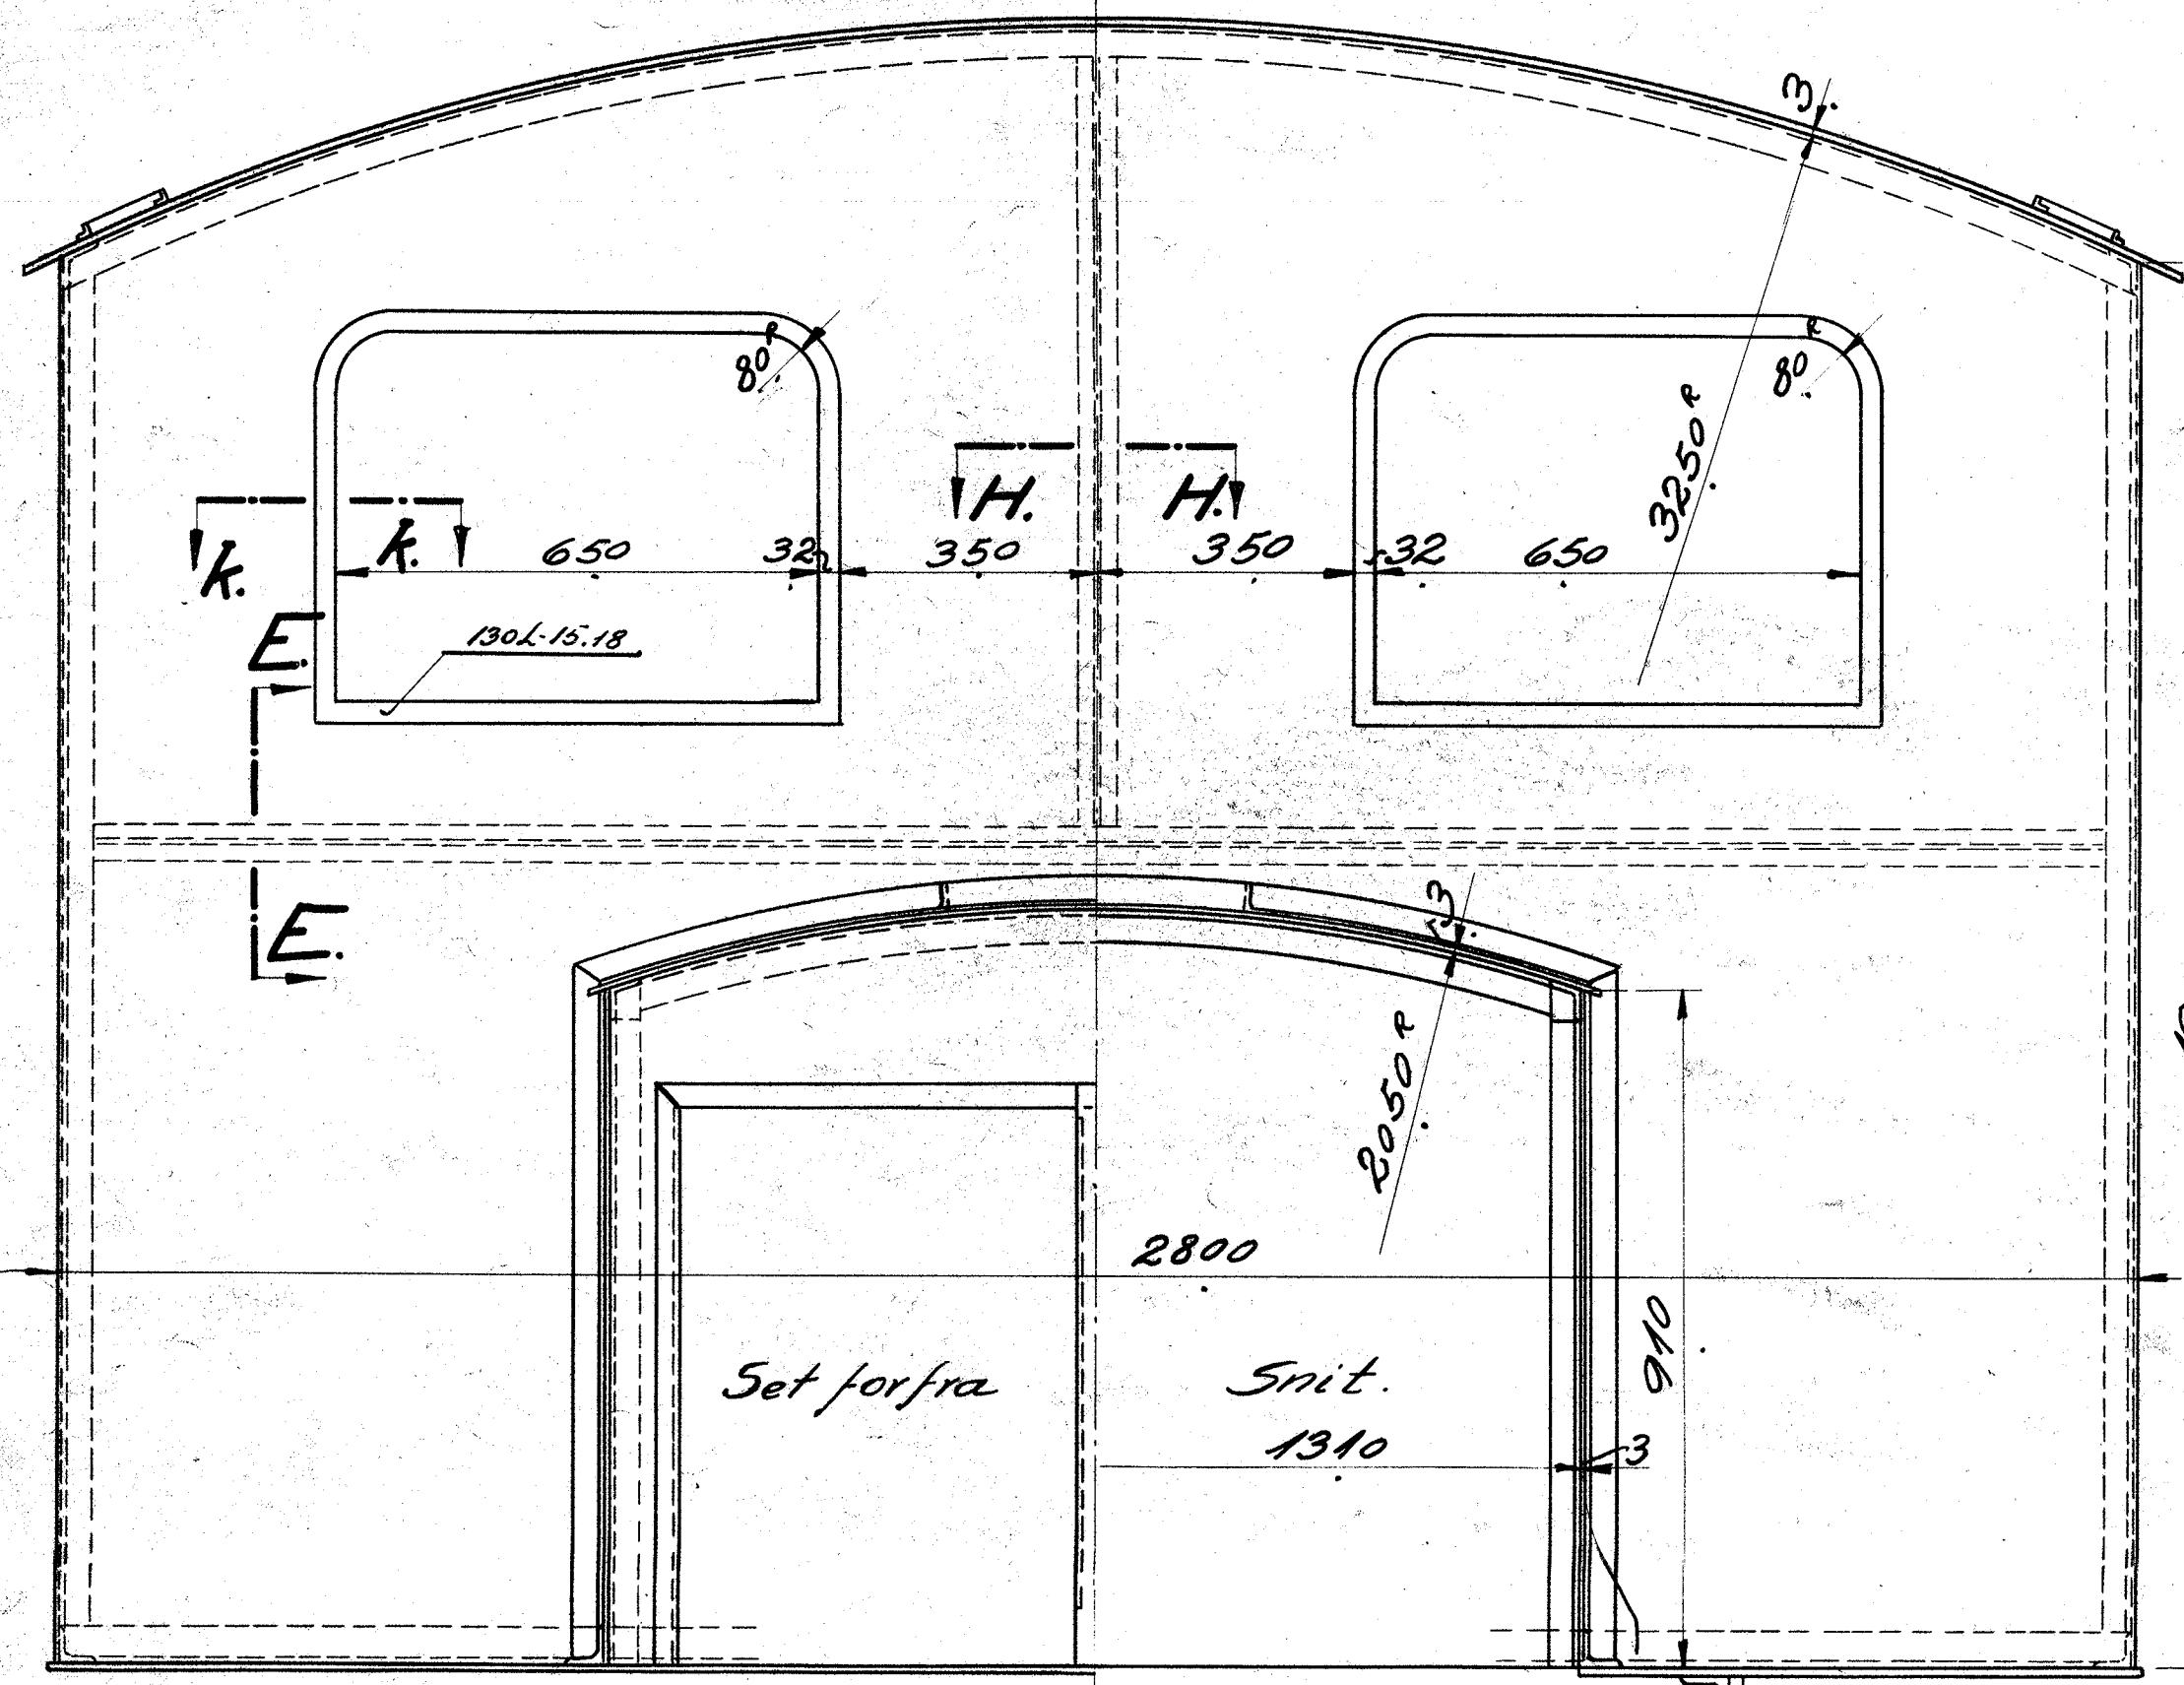 3.
80R
80R
3250R
H. H.
k. k. 650 32 350 350 32 650
E. 130L-15.18
E.
3.
2050R
2800
910
Set forfra Snit.
1310 3